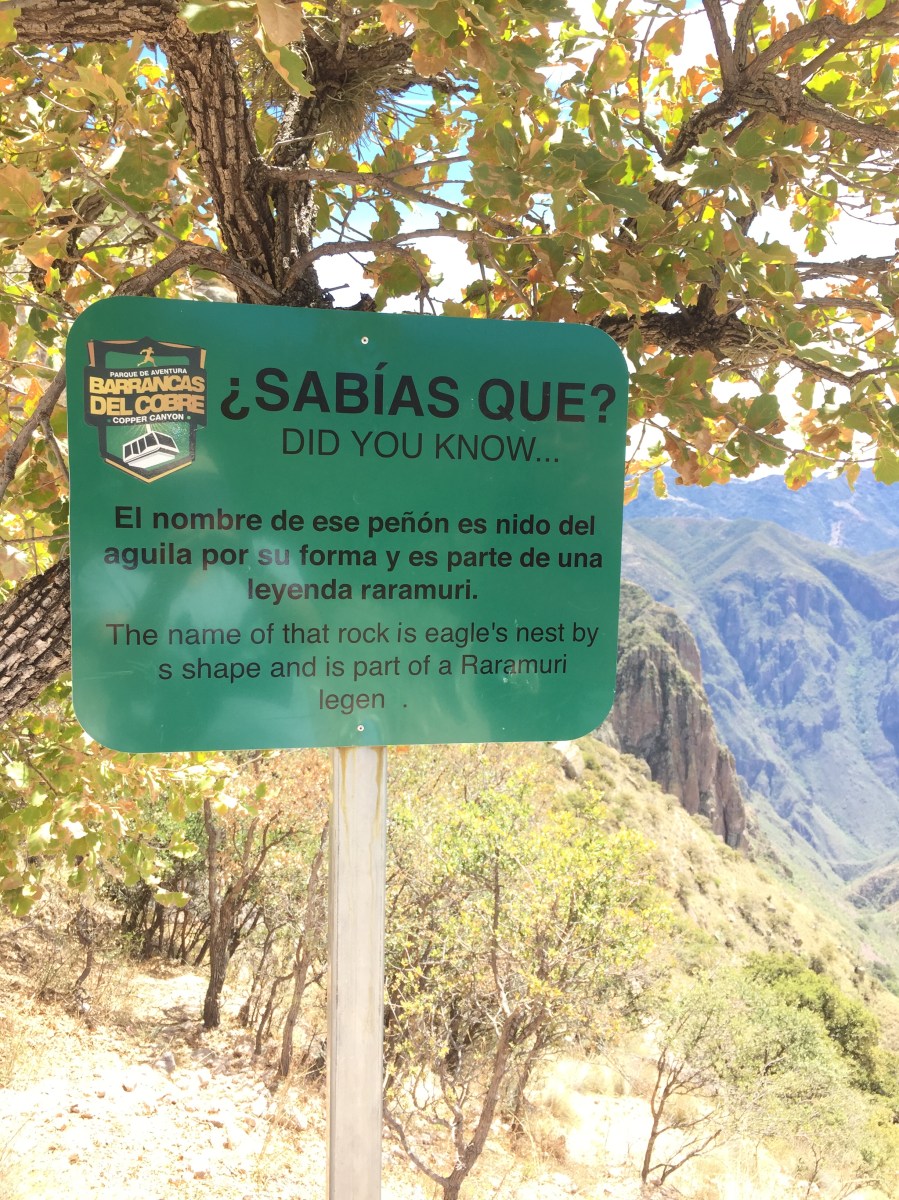 PARQUE DE AVENTURA
BARRANCAS
DEL COBRE
COPPER CANYON
¿SABÍAS QUE?
DID YOU KNOW...
El nombre de ese peñón es nido del
aguila por su forma y es parte de una
leyenda raramuri.
The name of that rock is eagle's nest by
s shape and is part of a Raramuri
legen .